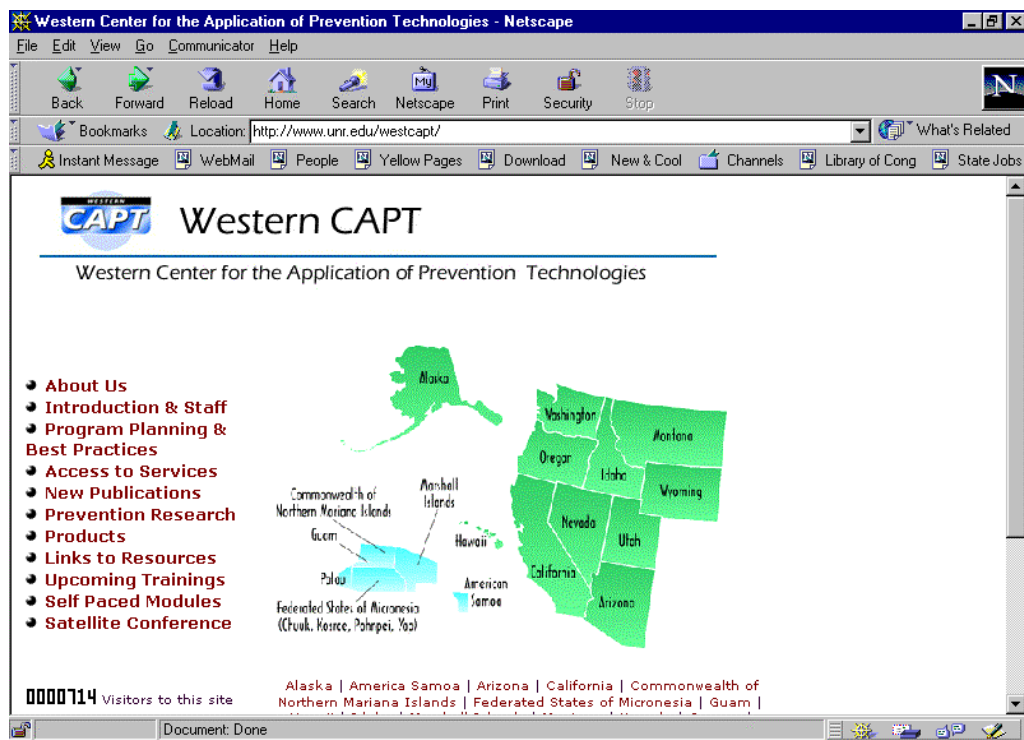 Western Center for the Application of Prevention Technologies - Netscape
File Edit View Go Communicator Help
Back Forward Reload Home Search Netscape Print Security Stop
My
N
Bookmarks Location: http://www.unr.edu/westcapt/ What's Related
Instant Message WebMail People Yellow Pages Download New & Cool Channels Library of Cong State Jobs
WESTERN
CAPT
Western CAPT
Western Center for the Application of Prevention Technologies
About Us
Introduction & Staff
Program Planning &
Best Practices
Access to Services
New Publications
Prevention Research
Products
Links to Resources
Upcoming Trainings
Self Paced Modules
Satellite Conference
Alaska
Washington
Montana
Oregon
Idaho
Wyoming
Commonwealth of
Northern Mariana Islands
Marshall
Islands
Guam
Hawaii
Nevada
Utah
Palau
American
Samoa
California
Arizona
Federated States of Micronesia
(Chuuk, Kosrae, Pohnpei, Yap)
0000714 Visitors to this site
Alaska | America Samoa | Arizona | California | Commonwealth of
Northern Mariana Islands | Federated States of Micronesia | Guam |
Document: Done